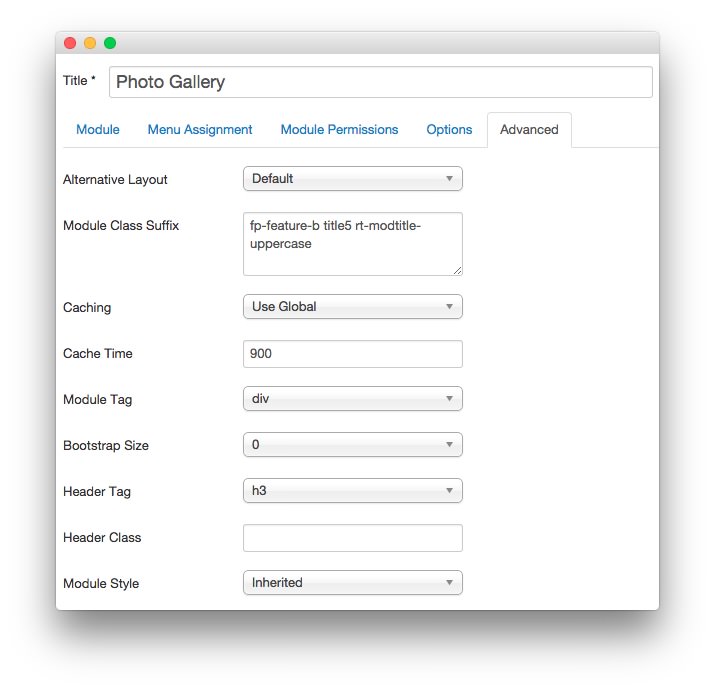 Title * Photo Gallery
Module Menu Assignment Module Permissions Options Advanced
Alternative Layout Default
Module Class Suffix fp-feature-b title5 rt-modtitle-
uppercase
Caching Use Global
Cache Time 900
Module Tag div
Bootstrap Size 0
Header Tag h3
Header Class
Module Style Inherited